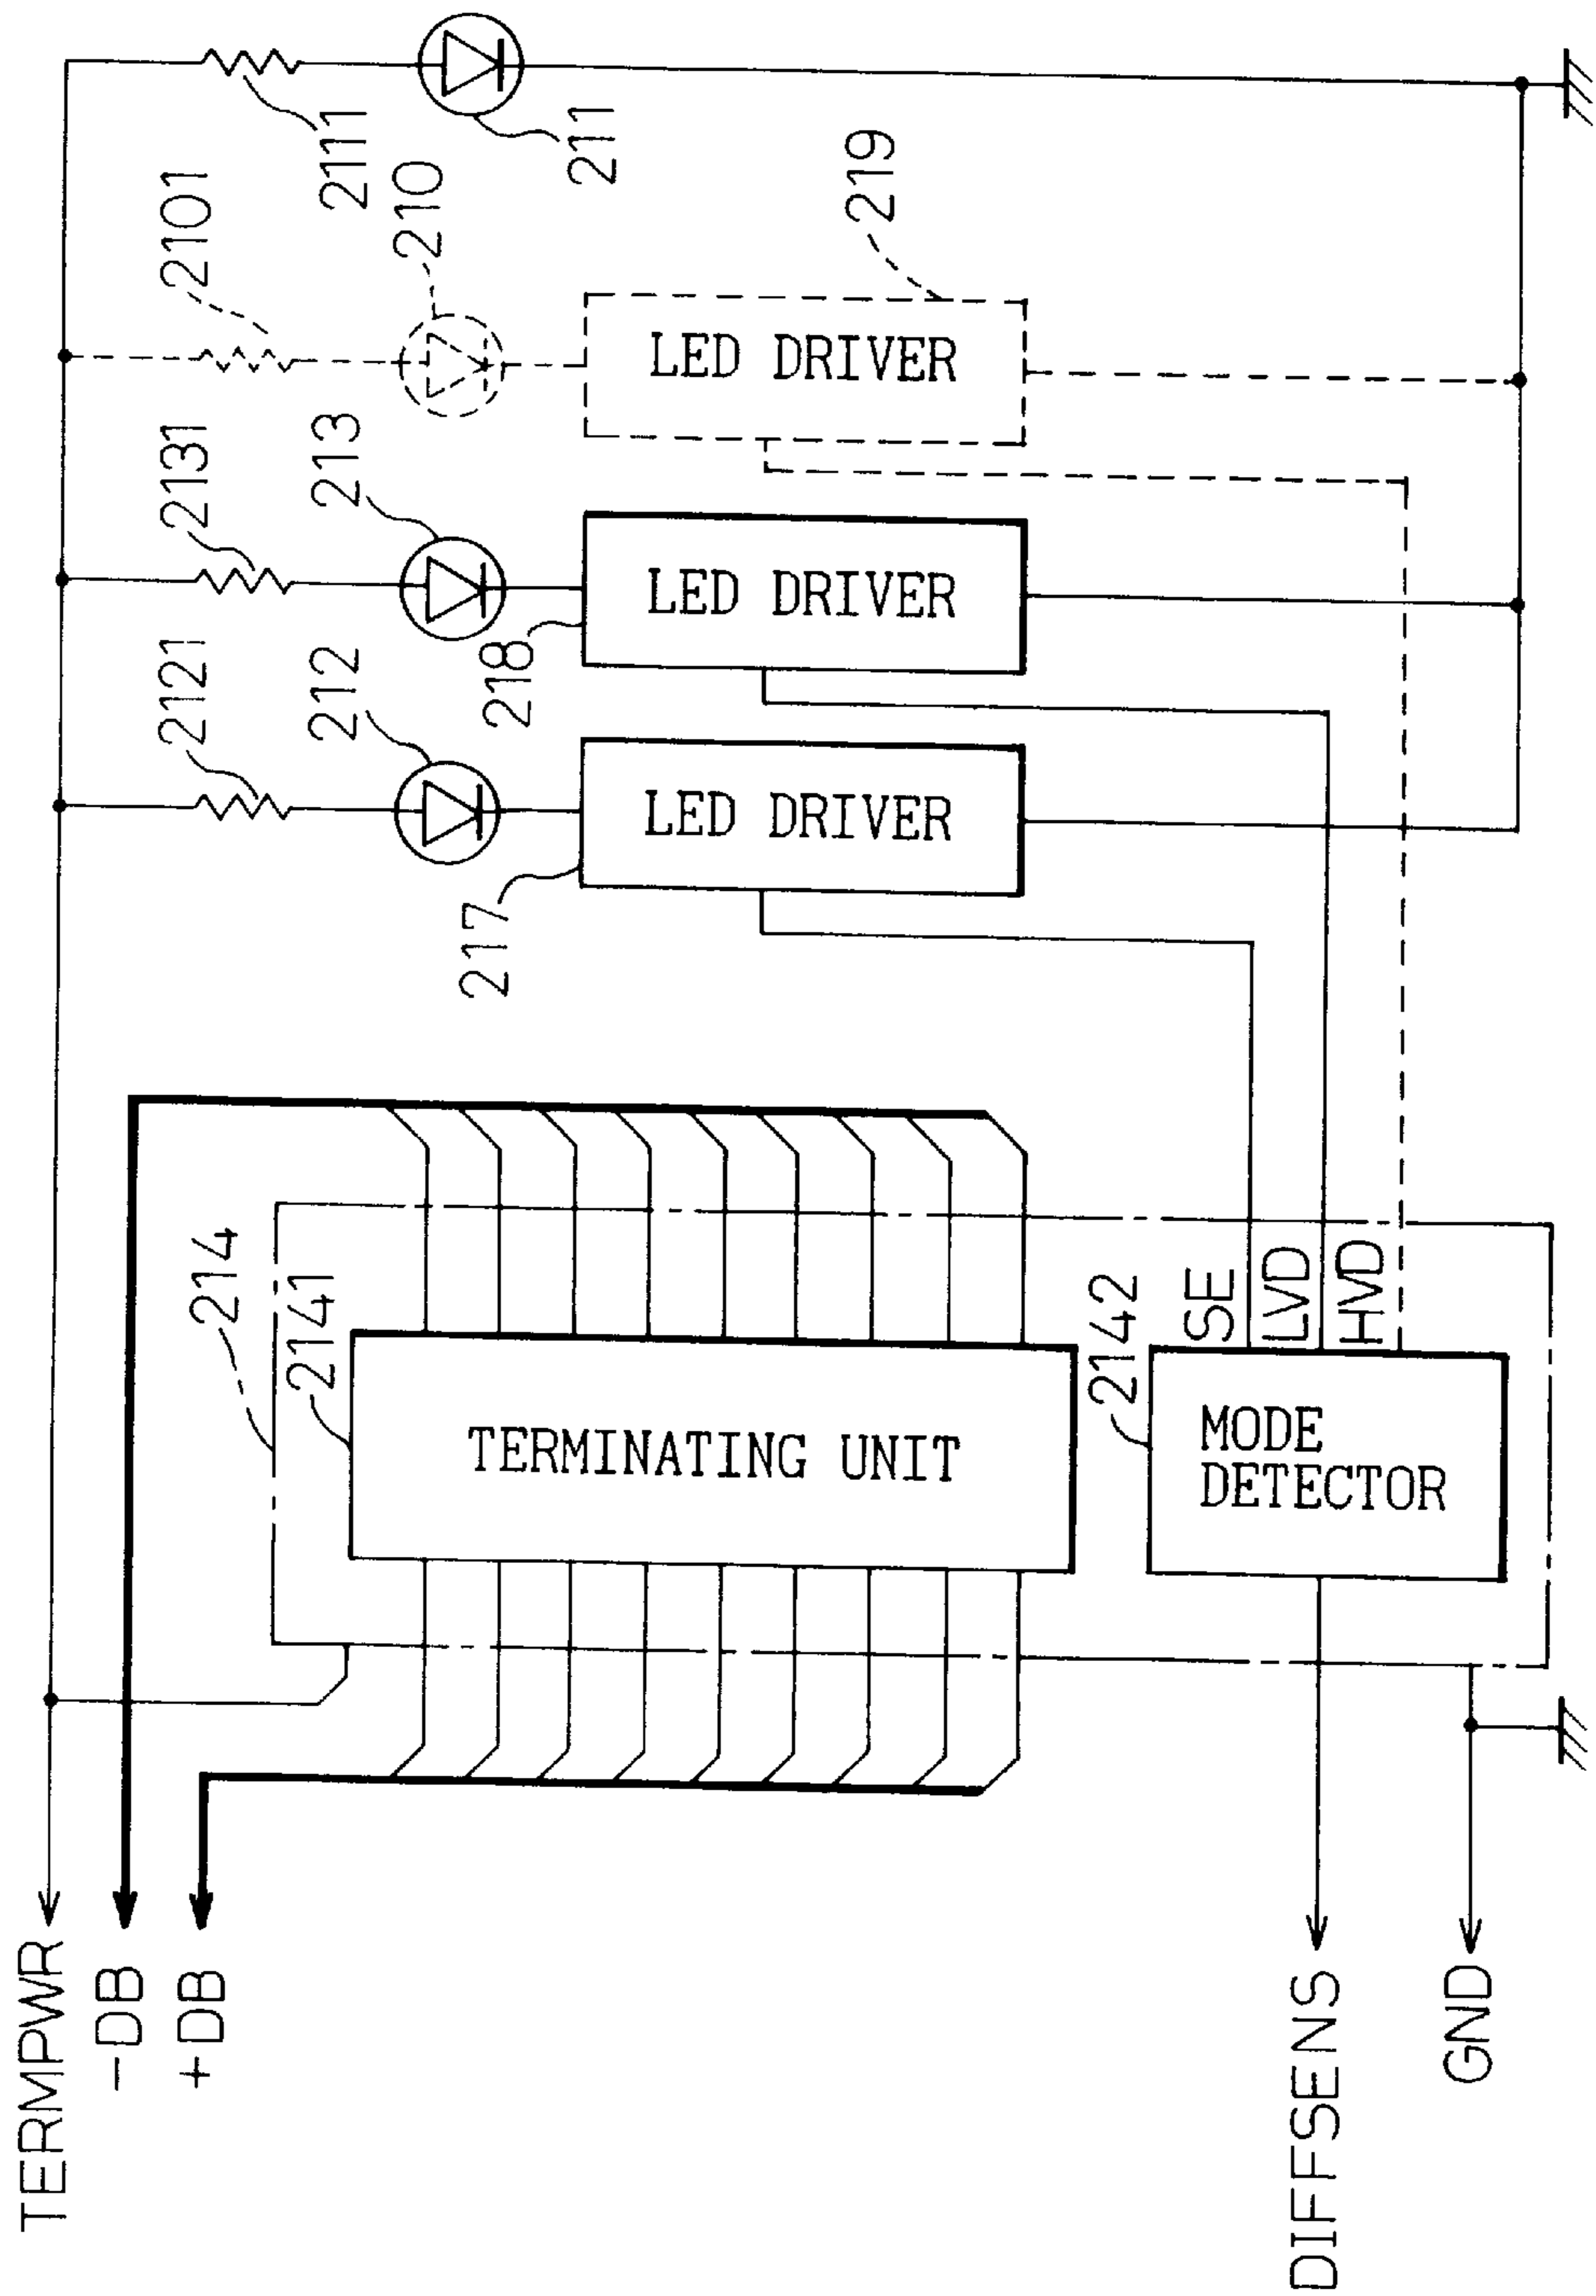 2111
211
2101
210
219
LED DRIVER
2131
213
218
LED DRIVER
2121
212
217
LED DRIVER
214
2141
TERMINATING UNIT
2142
SE
LVD
HVD
MODE
DETECTOR
TERMPWR
-DB
+DB
DIFFSENS
GND